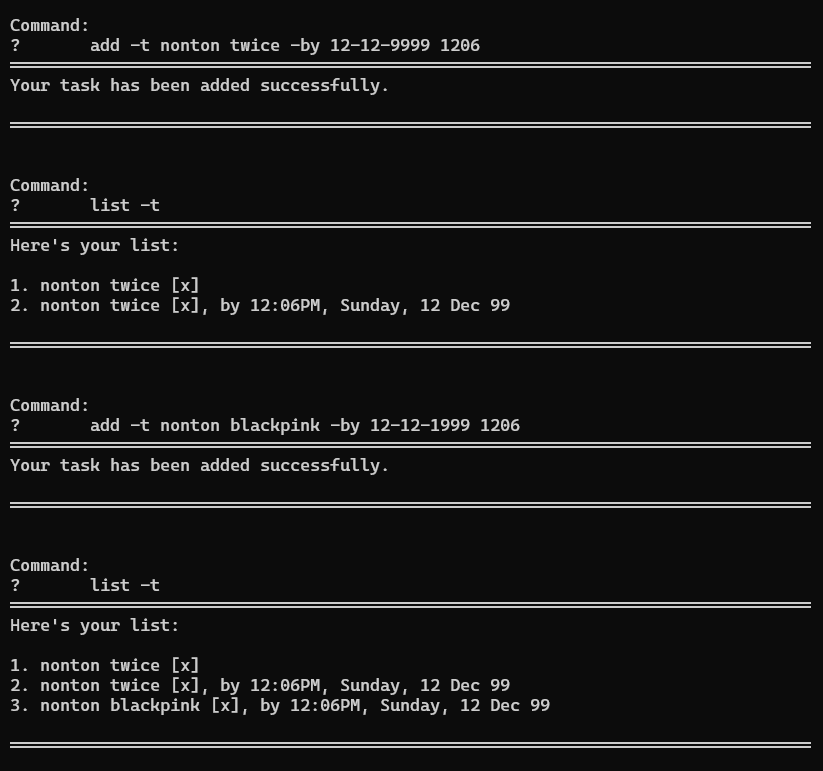 Command:
?       add -t nonton twice -by 12-12-9999 1206
Your task has been added successfully.
Command:
?       list -t
Here's your list:
1. nonton twice [x]
2. nonton twice [x], by 12:06PM, Sunday, 12 Dec 99
Command:
?       add -t nonton blackpink -by 12-12-1999 1206
Your task has been added successfully.
Command:
?       list -t
Here's your list:
1. nonton twice [x]
2. nonton twice [x], by 12:06PM, Sunday, 12 Dec 99
3. nonton blackpink [x], by 12:06PM, Sunday, 12 Dec 99